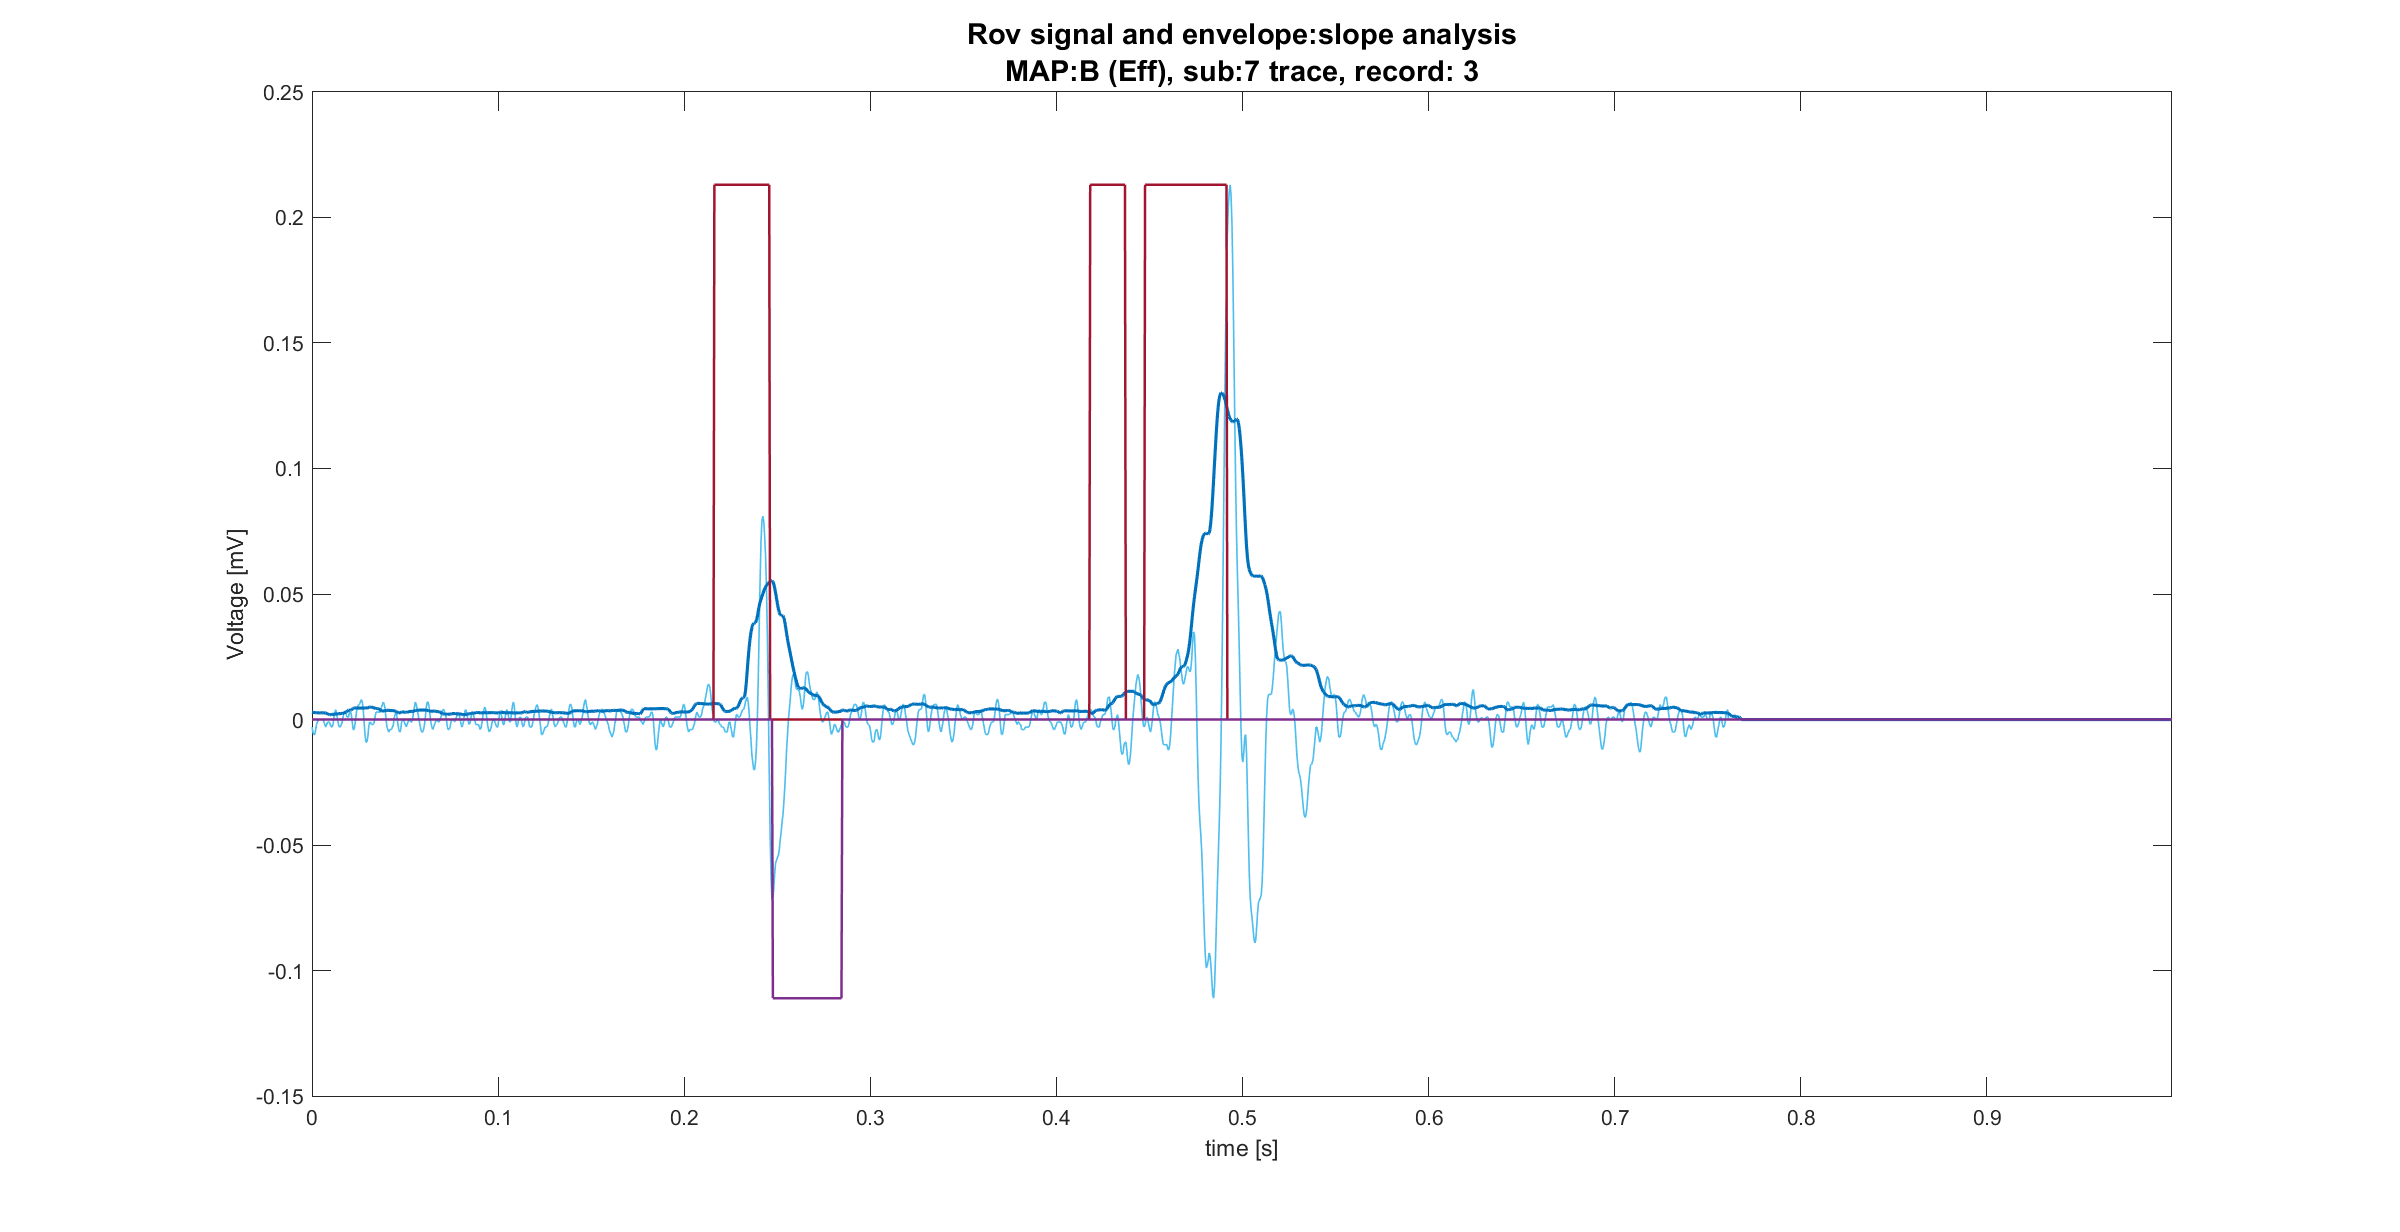 Rov signal and envelope:slope analysis
MAP:B (Eff), sub:7 trace, record: 3
0.25
0.2
0.15
0.1
0.05
0
-0.05
-0.1
-0.15
Voltage [mV]
0 0.1 0.2 0.3 0.4 0.5 0.6 0.7 0.8 0.9
time [s]